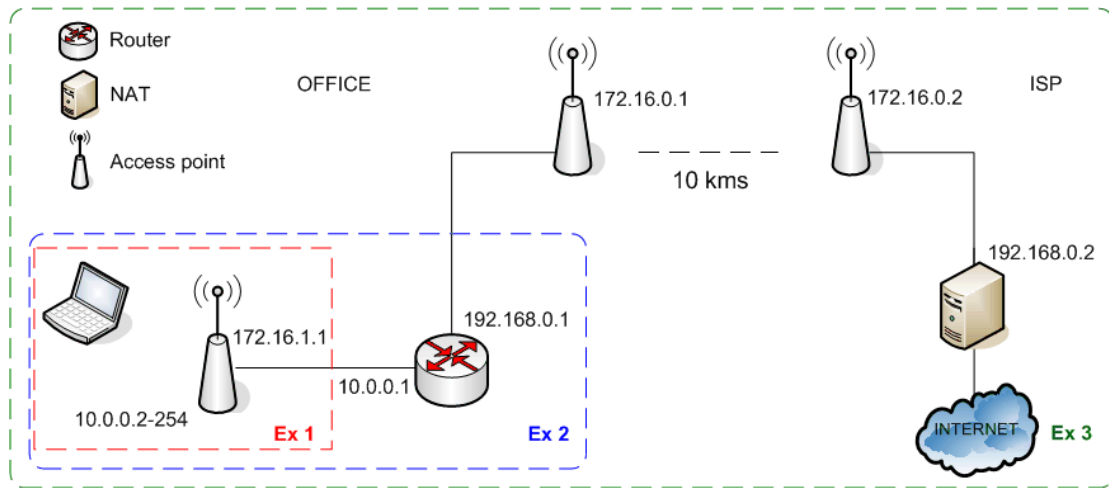 Router
NAT
Access point
OFFICE
172.16.0.1
10 kms
172.16.0.2
ISP
192.168.0.2
172.16.1.1
10.0.0.2-254
Ex 1
192.168.0.1
10.0.0.1
Ex 2
INTERNET
Ex 3